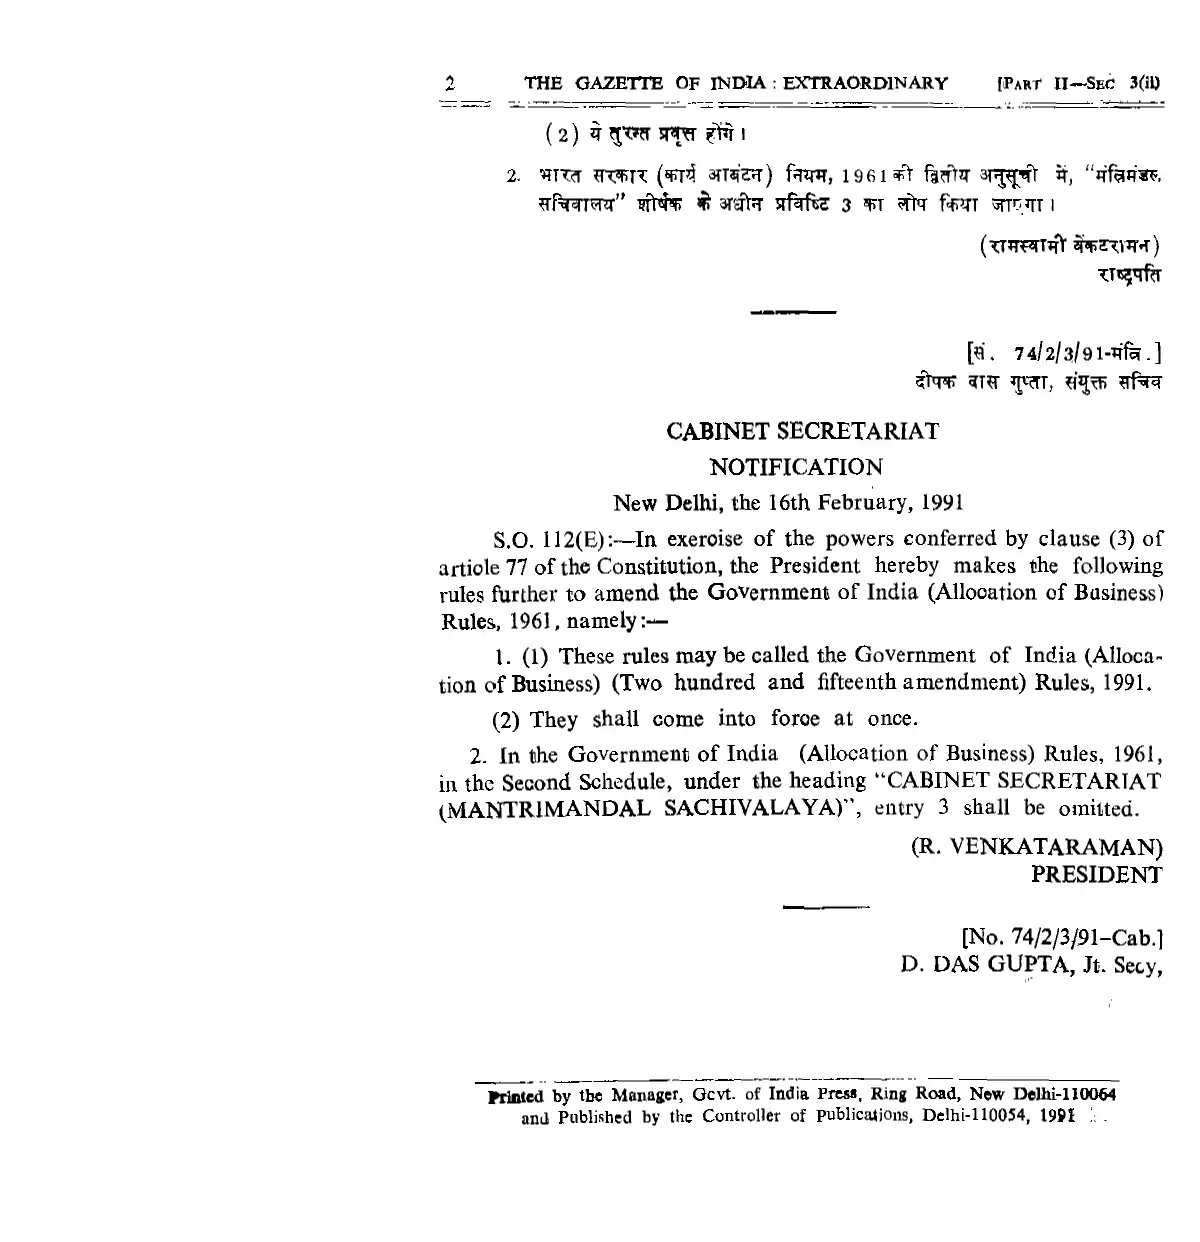 2 THE GAZETTE OF INDIA : EXTRAORDINARY [PART II—SEC 3(ii)
(2) ये तुरन्त प्रवृत्त होंगे ।
2. भारत सरकार (कार्य आबंटन) नियम, 1961 की द्वितीय अनुसूची में, "मंत्रिमंडल
सचिवालय" शीर्षक के अधीन प्रविष्टि 3 का लोप किया जाएगा ।
(रामस्वामी वेंकटरामन)
राष्ट्रपति
[सं. 74/2/3/91-मंत्रि.]
दीपक दास गुप्ता, संयुक्त सचिव
CABINET SECRETARIAT
NOTIFICATION
New Delhi, the 16th February, 1991
S.O. 112(E):—In exercise of the powers conferred by clause (3) of
article 77 of the Constitution, the President hereby makes the following
rules further to amend the Government of India (Allocation of Business)
Rules, 1961, namely:—
1. (1) These rules may be called the Government of India (Alloca-
tion of Business) (Two hundred and fifteenth amendment) Rules, 1991.
(2) They shall come into force at once.
2. In the Government of India (Allocation of Business) Rules, 1961,
in the Second Schedule, under the heading "CABINET SECRETARIAT
(MANTRIMANDAL SACHIVALAYA)", entry 3 shall be omitted.
(R. VENKATARAMAN)
PRESIDENT
[No. 74/2/3/91-Cab.]
D. DAS GUPTA, Jt. Secy,
Printed by the Manager, Govt. of India Press, Ring Road, New Delhi-110064
and Published by the Controller of Publications, Delhi-110054, 1991